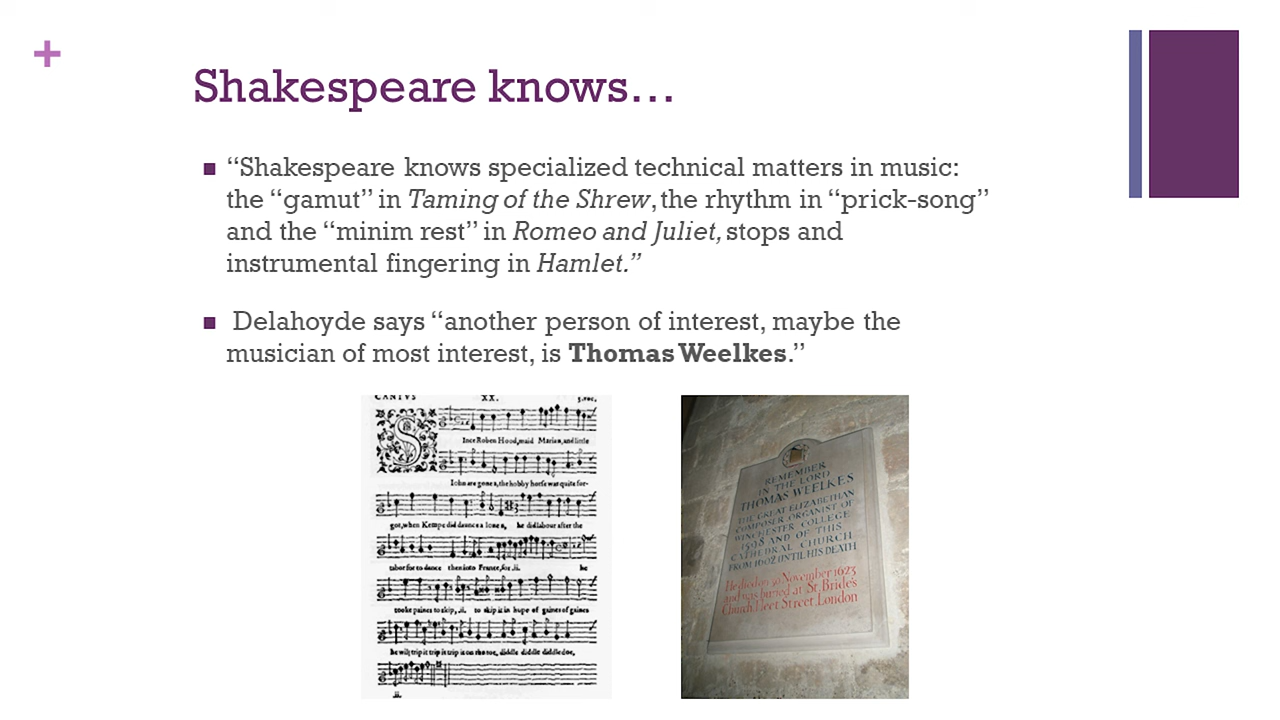 +
Shakespeare knows…
“Shakespeare knows specialized technical matters in music:
the “gamut” in Taming of the Shrew, the rhythm in “prick-song”
and the “minim rest” in Romeo and Juliet, stops and
instrumental fingering in Hamlet.”
Delahoyde says “another person of interest, maybe the
musician of most interest, is Thomas Weelkes.”
CANTVS XX. 5.voc.
S
Ince Roben Hood, maid Marian, and little
Iohn are gone a, the hobby horse was quite for-
got, when Kempe did daunce a lone, he did labour after the
tabor for to dance then into France, for .ii. he
tooke paines to skip, .ii. to skip it in hope of gaines of gaines
he will trip it trip it trip it on the toe, diddle diddle diddle doe,
.ii.
REMEMBER
IN THE LORD
THOMAS WEELKES
THE GREAT ELIZABETHAN
COMPOSER ORGANIST OF
WINCHESTER COLLEGE
1598 AND OF THIS
CATHEDRAL CHURCH
FROM 1602 UNTIL HIS DEATH
He died on 30 November 1623
and was buried at St. Bride's
Church Fleet Street London